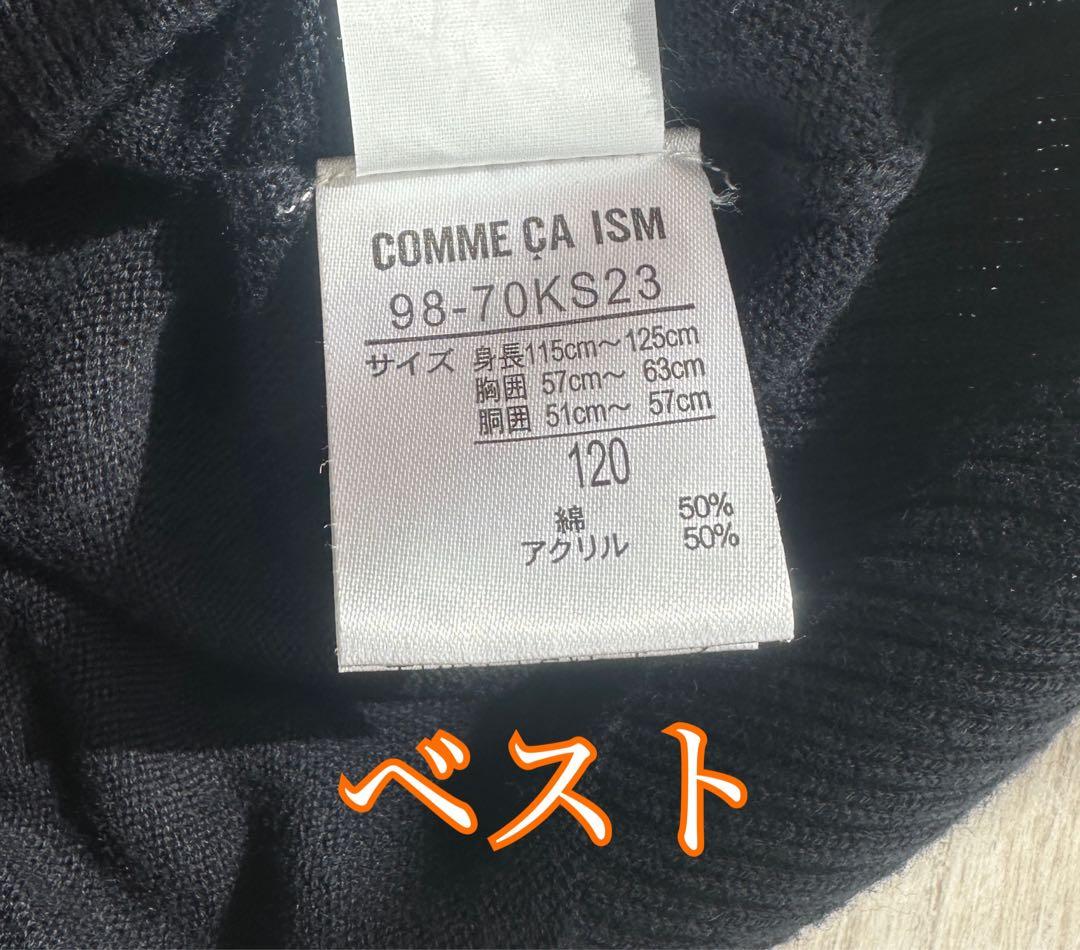 COMME ÇA ISM
98-70KS23
サイズ 身長115cm～125cm
胸囲 57cm～ 63cm
胴囲 51cm～ 57cm
120
綿 50%
アクリル 50%
ベスト